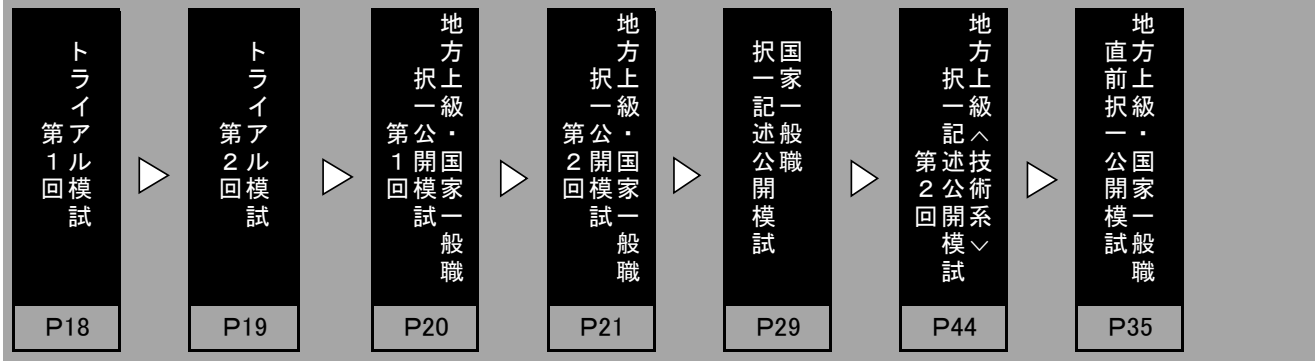 トライアル模試
第1回
P18
トライアル模試
第2回
P19
地方上級・国家一般職
択一公開模試
第1回
P20
地方上級・国家一般職
択一公開模試
第2回
P21
国家一般職
択一記述公開模試
P29
地方上級＜技術系＞
択一記述公開模試
第2回
P44
地方上級・国家一般職
直前択一公開模試
P35